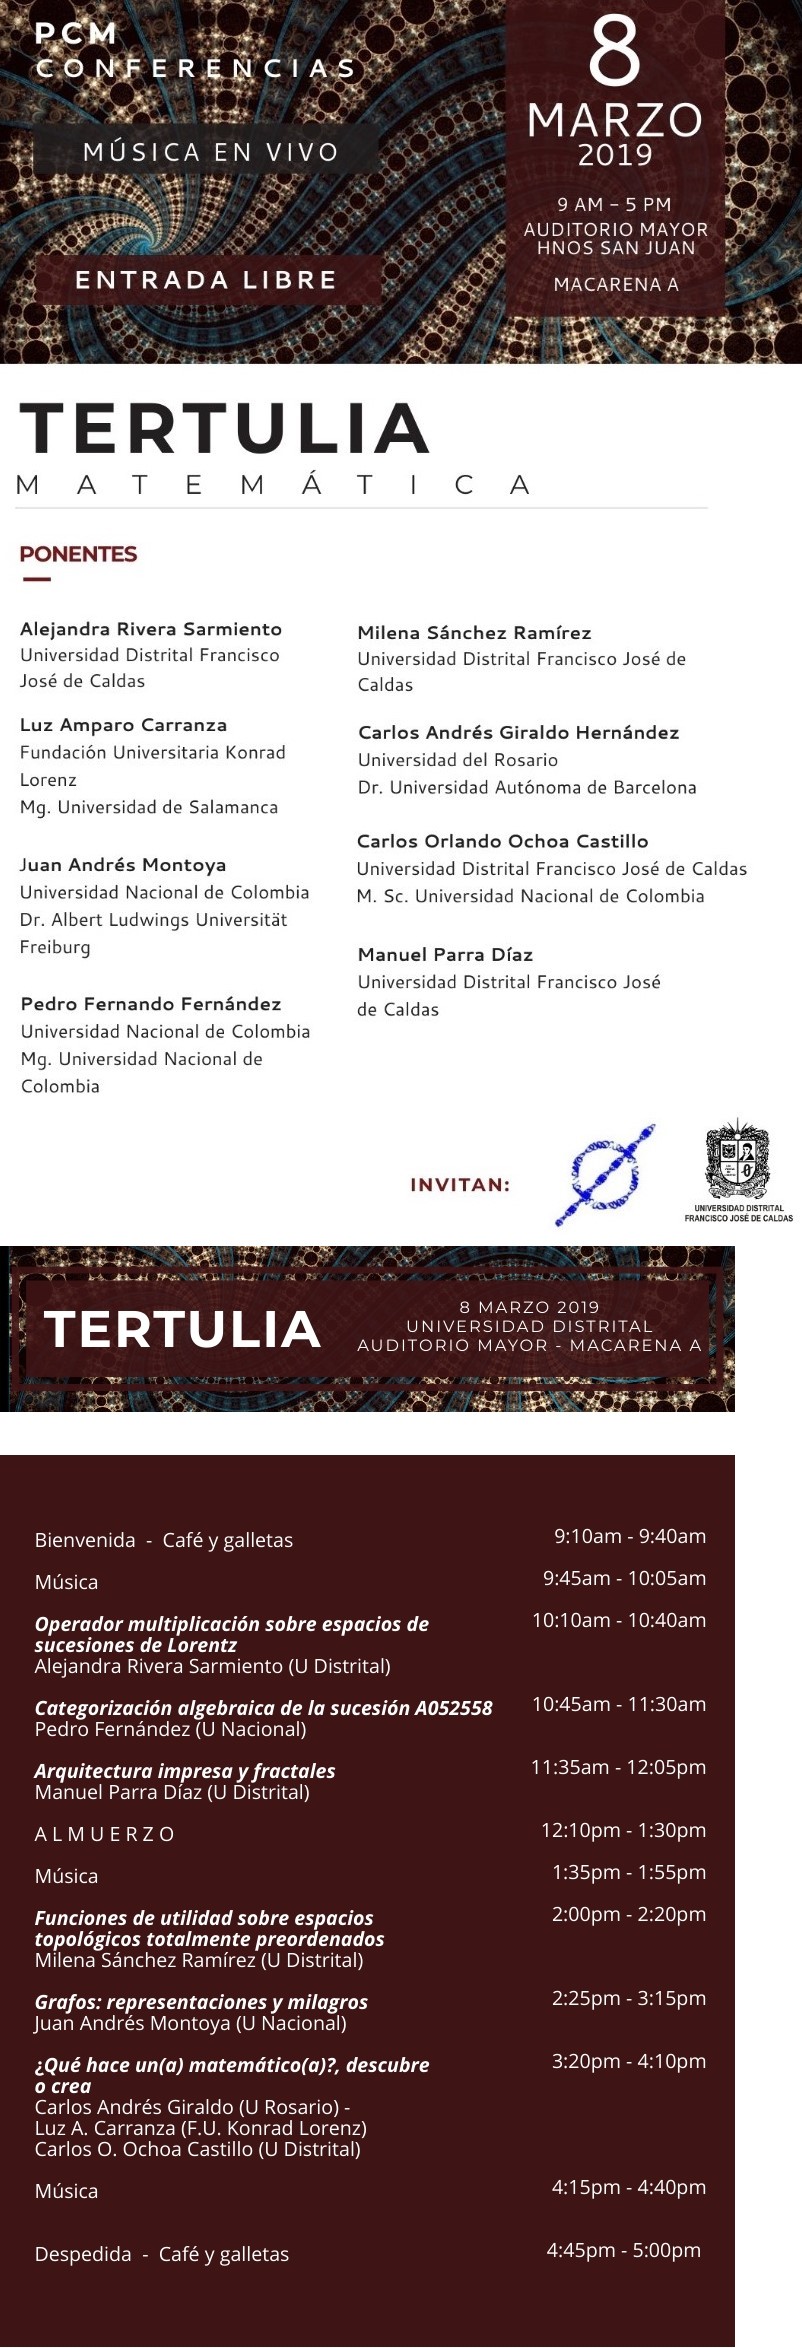 PCM
CONFERENCIAS
MÚSICA EN VIVO
ENTRADA LIBRE
8
MARZO
2019
9 AM - 5 PM
AUDITORIO MAYOR
HNOS SAN JUAN
MACARENA A
TERTULIA
MATEMÁTICA
PONENTES
Alejandra Rivera Sarmiento
Universidad Distrital Francisco
José de Caldas
Luz Amparo Carranza
Fundación Universitaria Konrad
Lorenz
Mg. Universidad de Salamanca
Juan Andrés Montoya
Universidad Nacional de Colombia
Dr. Albert Ludwings Universität
Freiburg
Pedro Fernando Fernández
Universidad Nacional de Colombia
Mg. Universidad Nacional de
Colombia
Milena Sánchez Ramírez
Universidad Distrital Francisco José de
Caldas
Carlos Andrés Giraldo Hernández
Universidad del Rosario
Dr. Universidad Autónoma de Barcelona
Carlos Orlando Ochoa Castillo
Universidad Distrital Francisco José de Caldas
M. Sc. Universidad Nacional de Colombia
Manuel Parra Díaz
Universidad Distrital Francisco José
de Caldas
INVITAN:
UNIVERSIDAD DISTRITAL
FRANCISCO JOSÉ DE CALDAS
TERTULIA
8 MARZO 2019
UNIVERSIDAD DISTRITAL
AUDITORIO MAYOR - MACARENA A
Bienvenida - Café y galletas 9:10am - 9:40am
Música 9:45am - 10:05am
Operador multiplicación sobre espacios de 10:10am - 10:40am
sucesiones de Lorentz
Alejandra Rivera Sarmiento (U Distrital)
Categorización algebraica de la sucesión A052558 10:45am - 11:30am
Pedro Fernández (U Nacional)
Arquitectura impresa y fractales 11:35am - 12:05pm
Manuel Parra Díaz (U Distrital)
ALMUERZO 12:10pm - 1:30pm
Música 1:35pm - 1:55pm
Funciones de utilidad sobre espacios 2:00pm - 2:20pm
topológicos totalmente preordenados
Milena Sánchez Ramírez (U Distrital)
Grafos: representaciones y milagros 2:25pm - 3:15pm
Juan Andrés Montoya (U Nacional)
¿Qué hace un(a) matemático(a)?, descubre 3:20pm - 4:10pm
o crea
Carlos Andrés Giraldo (U Rosario) -
Luz A. Carranza (F.U. Konrad Lorenz)
Carlos O. Ochoa Castillo (U Distrital)
Música 4:15pm - 4:40pm
Despedida - Café y galletas 4:45pm - 5:00pm